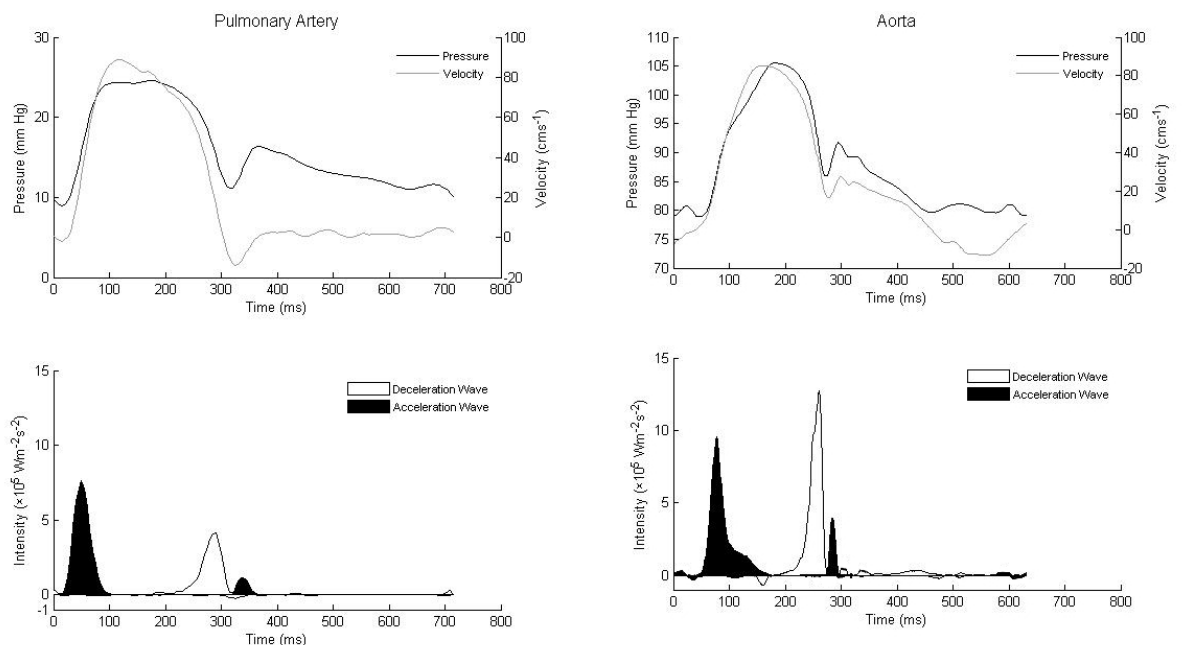 Pulmonary Artery
30
20
10
0
Pressure (mm Hg)
100
80
60
40
20
0
-20
Velocity (cms⁻¹)
Pressure
Velocity
0 100 200 300 400 500 600 700 800
Time (ms)
Aorta
110
105
100
95
90
85
80
75
70
Pressure (mm Hg)
100
80
60
40
20
0
-20
Velocity (cms⁻¹)
Pressure
Velocity
0 100 200 300 400 500 600 700 800
Time (ms)
15
10
5
0
-1
Intensity (×10⁵ Wm⁻²s⁻²)
Deceleration Wave
Acceleration Wave
0 100 200 300 400 500 600 700 800
Time (ms)
15
10
5
0
Intensity (×10⁵ Wm⁻²s⁻²)
Deceleration Wave
Acceleration Wave
0 100 200 300 400 500 600 700 800
Time (ms)